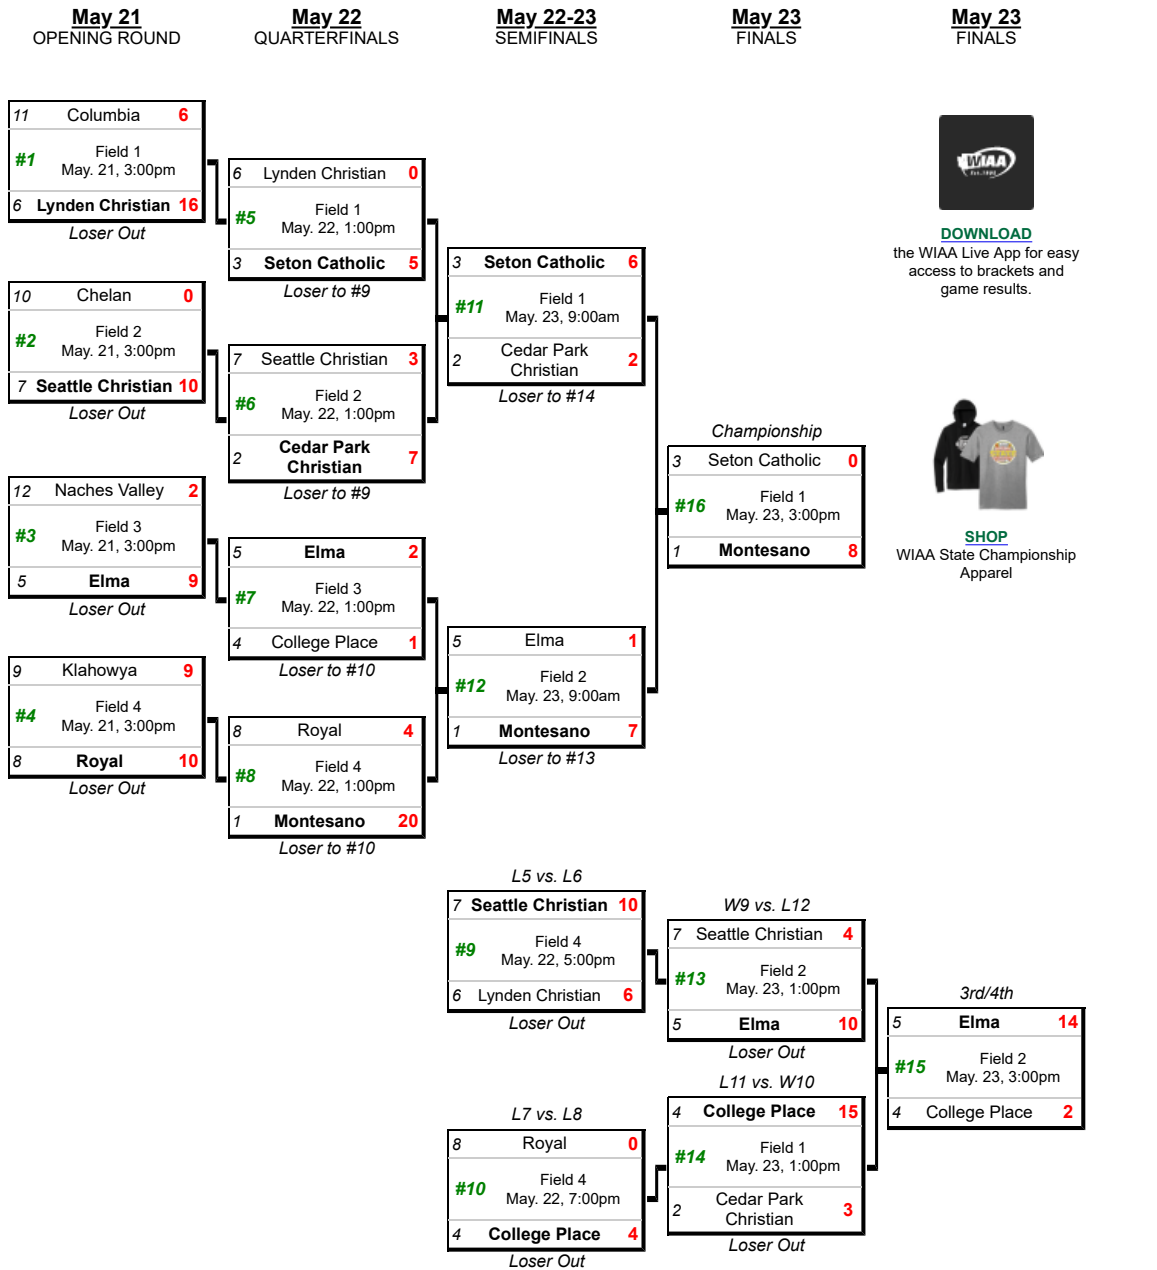 May 21
OPENING ROUND
May 22
QUARTERFINALS
May 22-23
SEMIFINALS
May 23
FINALS
May 23
FINALS
11 Columbia 6
#1 Field 1
May. 21, 3:00pm
6 Lynden Christian 16
Loser Out
10 Chelan 0
#2 Field 2
May. 21, 3:00pm
7 Seattle Christian 10
Loser Out
12 Naches Valley 2
#3 Field 3
May. 21, 3:00pm
5 Elma 9
Loser Out
9 Klahowya 9
#4 Field 4
May. 21, 3:00pm
8 Royal 10
Loser Out
6 Lynden Christian 0
#5 Field 1
May. 22, 1:00pm
3 Seton Catholic 5
Loser to #9
7 Seattle Christian 3
#6 Field 2
May. 22, 1:00pm
2 Cedar Park
Christian 7
Loser to #9
5 Elma 2
#7 Field 3
May. 22, 1:00pm
4 College Place 1
Loser to #10
8 Royal 4
#8 Field 4
May. 22, 1:00pm
1 Montesano 20
Loser to #10
3 Seton Catholic 6
#11 Field 1
May. 23, 9:00am
2 Cedar Park
Christian 2
Loser to #14
5 Elma 1
#12 Field 2
May. 23, 9:00am
1 Montesano 7
Loser to #13
Championship
3 Seton Catholic 0
#16 Field 1
May. 23, 3:00pm
1 Montesano 8
WIAA
DOWNLOAD
the WIAA Live App for easy
access to brackets and
game results.
SHOP
WIAA State Championship
Apparel
L5 vs. L6
7 Seattle Christian 10
#9 Field 4
May. 22, 5:00pm
6 Lynden Christian 6
Loser Out
L7 vs. L8
8 Royal 0
#10 Field 4
May. 22, 7:00pm
4 College Place 4
Loser Out
W9 vs. L12
7 Seattle Christian 4
#13 Field 2
May. 23, 1:00pm
5 Elma 10
Loser Out
L11 vs. W10
4 College Place 15
#14 Field 1
May. 23, 1:00pm
2 Cedar Park
Christian 3
Loser Out
3rd/4th
5 Elma 14
#15 Field 2
May. 23, 3:00pm
4 College Place 2